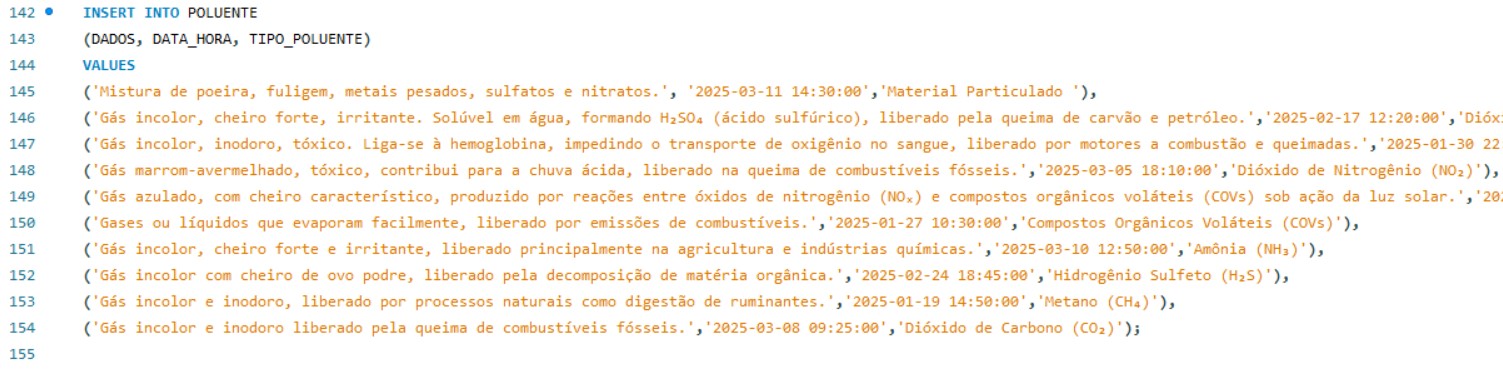 142 INSERT INTO POLUENTE
143 (DADOS, DATA_HORA, TIPO_POLUENTE)
144 VALUES
145 ('Mistura de poeira, fuligem, metais pesados, sulfatos e nitratos.', '2025-03-11 14:30:00','Material Particulado '),
146 ('Gás incolor, cheiro forte, irritante. Solúvel em água, formando H₂SO₄ (ácido sulfúrico), liberado pela queima de carvão e petróleo.','2025-02-17 12:20:00','
147 ('Gás incolor, inodoro, tóxico. Liga-se à hemoglobina, impedindo o transporte de oxigênio no sangue, liberado por motores a combustão e queimadas.','2025-01-30 22
148 ('Gás marrom-avermelhado, tóxico, contribui para a chuva ácida, liberado na queima de combustíveis fósseis.','2025-03-05 18:10:00','Dióxido de Nitrogênio (NO₂)'),
149 ('Gás azulado, com cheiro característico, produzido por reações entre óxidos de nitrogênio (NOₓ) e compostos orgânicos voláteis (COVs) sob ação da luz solar.','
150 ('Gases ou líquidos que evaporam facilmente, liberado por emissões de combustíveis.','2025-01-27 10:30:00','Compostos Orgânicos Voláteis (COVs)'),
151 ('Gás incolor, cheiro forte e irritante, liberado principalmente na agricultura e indústrias químicas.','2025-03-10 12:50:00','Amônia (NH₃)'),
152 ('Gás incolor com cheiro de ovo podre, liberado pela decomposição de matéria orgânica.','2025-02-24 18:45:00','Hidrogênio Sulfeto (H₂S)'),
153 ('Gás incolor e inodoro, liberado por processos naturais como digestão de ruminantes.','2025-01-19 14:50:00','Metano (CH₄)'),
154 ('Gás incolor e inodoro liberado pela queima de combustíveis fósseis.','2025-03-08 09:25:00','Dióxido de Carbono (CO₂)');
155